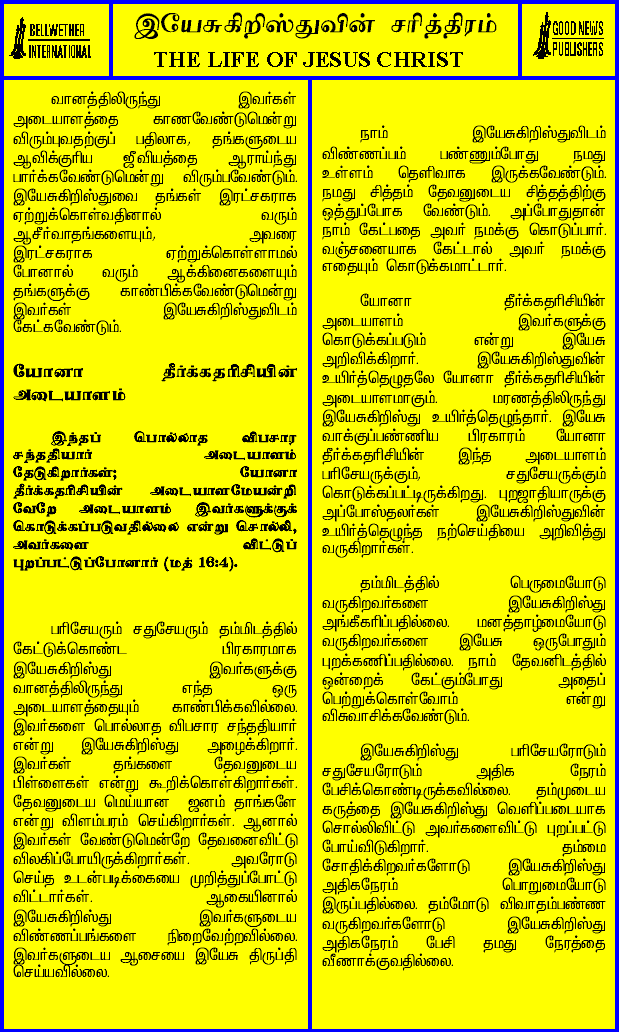 BELLWETHER
INTERNATIONAL
இயேசுகிறிஸ்துவின் சரித்திரம்
THE LIFE OF JESUS CHRIST
GOOD NEWS
PUBLISHERS
வானத்திலிருந்து இவர்கள்
அடையாளத்தை காணவேண்டுமென்று
விரும்புவதற்குப் பதிலாக, தங்களுடைய
ஆவிக்குரிய ஜீவியத்தை ஆராய்ந்து
பார்க்கவேண்டுமென்று விரும்பவேண்டும்.
இயேசுகிறிஸ்துவை தங்கள் இரட்சகராக
ஏற்றுக்கொள்வதினால் வரும்
ஆசீர்வாதங்களையும், அவரை
இரட்சகராக ஏற்றுக்கொள்ளாமல்
போனால் வரும் ஆக்கினைகளையும்
தங்களுக்கு காண்பிக்கவேண்டுமென்று
இவர்கள் இயேசுகிறிஸ்துவிடம்
கேட்கவேண்டும்.
யோனா தீர்க்கதரிசியின்
அடையாளம்
இந்தப் பொல்லாத விபசார
சந்ததியார் அடையாளம்
தேடுகிறார்கள்; யோனா
தீர்க்கதரிசியின் அடையாளமேயன்றி
வேறே அடையாளம் இவர்களுக்குக்
கொடுக்கப்படுவதில்லை என்று சொல்லி,
அவர்களை விட்டுப்
புறப்பட்டுப்போனார் (மத் 16:4).
பரிசேயரும் சதுசேயரும் தம்மிடத்தில்
கேட்டுக்கொண்ட பிரகாரமாக
இயேசுகிறிஸ்து இவர்களுக்கு
வானத்திலிருந்து எந்த ஒரு
அடையாளத்தையும் காண்பிக்கவில்லை.
இவர்களை பொல்லாத விபசார சந்ததியார்
என்று இயேசுகிறிஸ்து அழைக்கிறார்.
இவர்கள் தங்களை தேவனுடைய
பிள்ளைகள் என்று கூறிக்கொள்கிறார்கள்.
தேவனுடைய மெய்யான ஜனம் தாங்களே
என்று விளம்பரம் செய்கிறார்கள். ஆனால்
இவர்கள் வேண்டுமென்றே தேவனைவிட்டு
விலகிப்போயிருக்கிறார்கள். அவரோடு
செய்த உடன்படிக்கையை முறித்துப்போட்டு
விட்டார்கள். ஆகையினால்
இயேசுகிறிஸ்து இவர்களுடைய
விண்ணப்பங்களை நிறைவேற்றவில்லை.
இவர்களுடைய ஆசையை இயேசு திருப்தி
செய்யவில்லை.
நாம் இயேசுகிறிஸ்துவிடம்
விண்ணப்பம் பண்ணும்போது நமது
உள்ளம் தெளிவாக இருக்கவேண்டும்.
நமது சித்தம் தேவனுடைய சித்தத்திற்கு
ஒத்துப்போக வேண்டும். அப்போதுதான்
நாம் கேட்பதை அவர் நமக்கு கொடுப்பார்.
வஞ்சனையாக கேட்டால் அவர் நமக்கு
எதையும் கொடுக்கமாட்டார்.
யோனா தீர்க்கதரிசியின்
அடையாளம் இவர்களுக்கு
கொடுக்கப்படும் என்று இயேசு
அறிவிக்கிறார். இயேசுகிறிஸ்துவின்
உயிர்த்தெழுதலே யோனா தீர்க்கதரிசியின்
அடையாளமாகும். மரணத்திலிருந்து
இயேசுகிறிஸ்து உயிர்த்தெழுந்தார். இயேசு
வாக்குப்பண்ணிய பிரகாரம் யோனா
தீர்க்கதரிசியின் இந்த அடையாளம்
பரிசேயருக்கும், சதுசேயருக்கும்
கொடுக்கப்பட்டிருக்கிறது. புறஜாதியாருக்கு
அப்போஸ்தலர்கள் இயேசுகிறிஸ்துவின்
உயிர்த்தெழுந்த நற்செய்தியை அறிவித்து
வருகிறார்கள்.
தம்மிடத்தில் பெருமையோடு
வருகிறவர்களை இயேசுகிறிஸ்து
அங்கீகரிப்பதில்லை. மனத்தாழ்மையோடு
வருகிறவர்களை இயேசு ஒருபோதும்
புறக்கணிப்பதில்லை. நாம் தேவனிடத்தில்
ஒன்றைக் கேட்கும்போது அதைப்
பெற்றுக்கொள்வோம் என்று
விசுவாசிக்கவேண்டும்.
இயேசுகிறிஸ்து பரிசேயரோடும்
சதுசேயரோடும் அதிக நேரம்
பேசிக்கொண்டிருக்கவில்லை. தம்முடைய
கருத்தை இயேசுகிறிஸ்து வெளிப்படையாக
சொல்லிவிட்டு அவர்களைவிட்டு புறப்பட்டு
போய்விடுகிறார். தம்மை
சோதிக்கிறவர்களோடு இயேசுகிறிஸ்து
அதிகநேரம் பொறுமையோடு
இருப்பதில்லை. தம்மோடு விவாதம்பண்ண
வருகிறவர்களோடு இயேசுகிறிஸ்து
அதிகநேரம் பேசி தமது நேரத்தை
வீணாக்குவதில்லை.